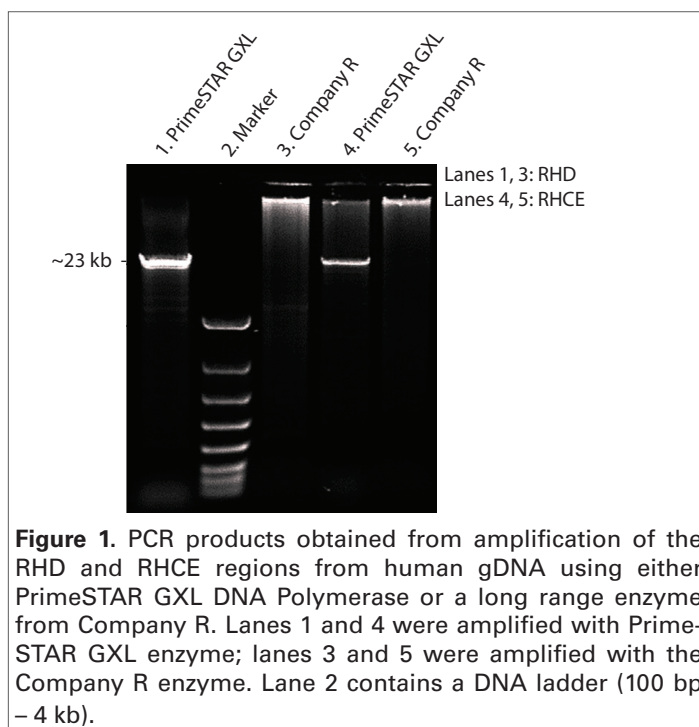 1. PrimeSTAR GXL
2. Marker
3. Company R
4. PrimeSTAR GXL
5. Company R
Lanes 1, 3: RHD
Lanes 4, 5: RHCE
~23 kb
Figure 1. PCR products obtained from amplification of the
RHD and RHCE regions from human gDNA using either
PrimeSTAR GXL DNA Polymerase or a long range enzyme
from Company R. Lanes 1 and 4 were amplified with Prime-
STAR GXL enzyme; lanes 3 and 5 were amplified with the
Company R enzyme. Lane 2 contains a DNA ladder (100 bp
– 4 kb).